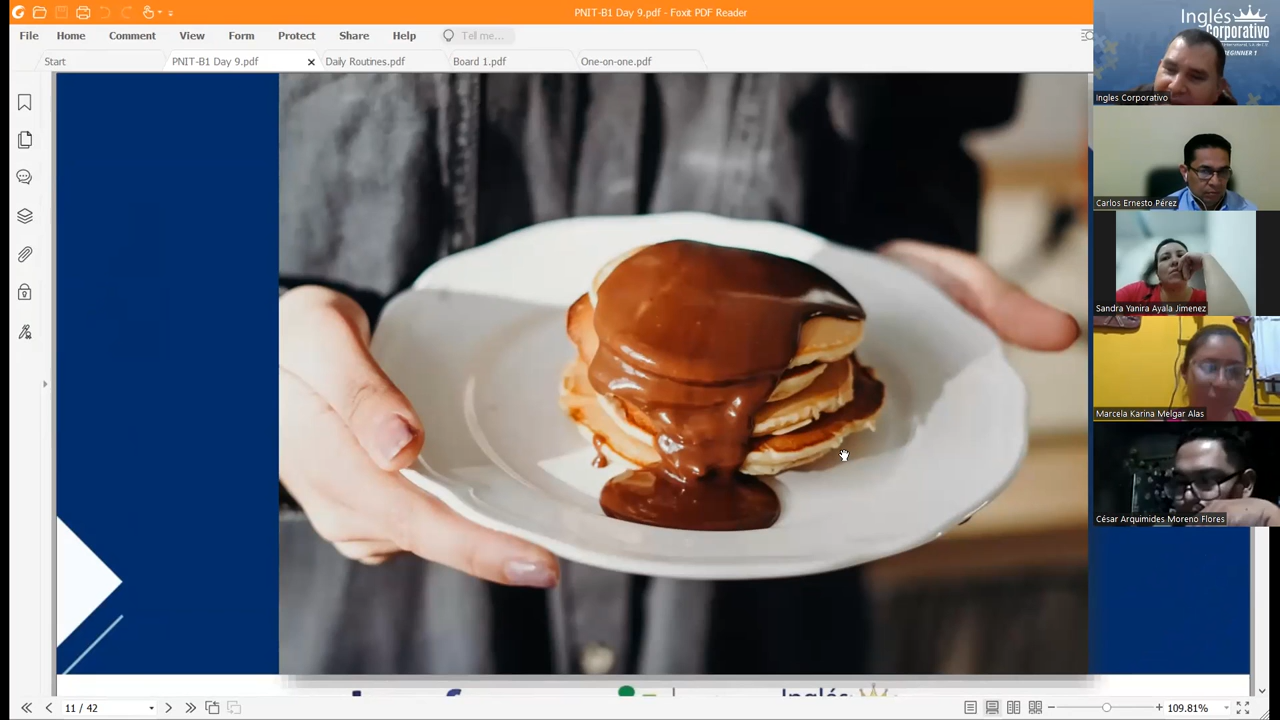 PNIT-B1 Day 9.pdf - Foxit PDF Reader
File Home Comment View Form Protect Share Help Tell me...
Start PNIT-B1 Day 9.pdf Daily Routines.pdf Board 1.pdf One-on-one.pdf
Inglés
Corporativo
BEGINNER 1
Ingles Corporativo
Carlos Ernesto Pérez
Sandra Yanira Ayala Jimenez
Marcela Karina Melgar Alas
César Arquimides Moreno Flores
Inglés
11 / 42
109.81%